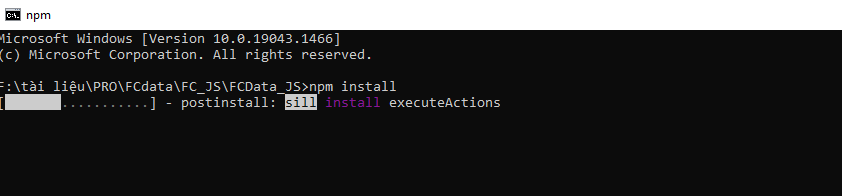 npm
Microsoft Windows [Version 10.0.19043.1466]
(c) Microsoft Corporation. All rights reserved.
F:\tài liệu\PRO\FCdata\FC_JS\FCData_JS>npm install
[       ...........] - postinstall: sill install executeActions